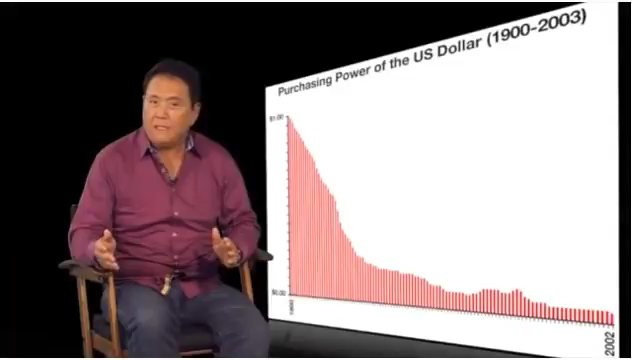 Purchasing Power of the US Dollar (1900-2003)
$1.00
$0.00
1900
2002